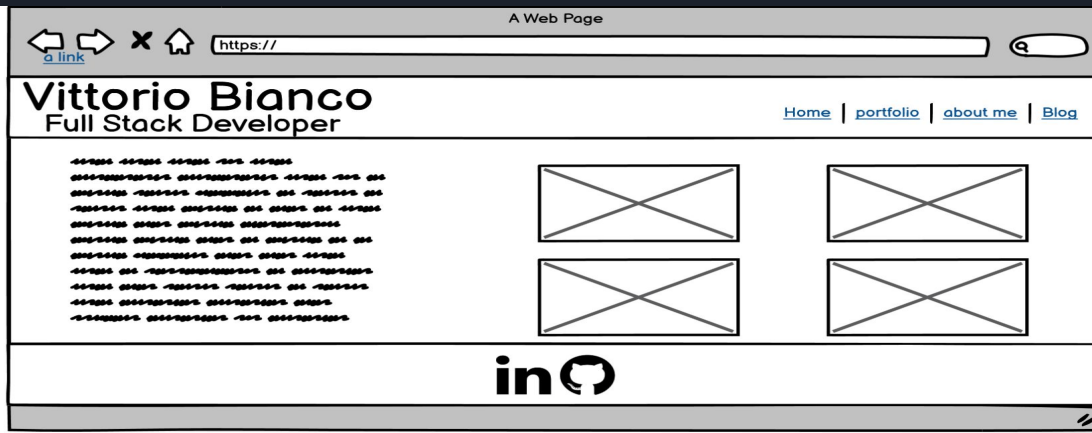 A Web Page
https://
a link
Vittorio Bianco
Full Stack Developer
Home | portfolio | about me | Blog
in